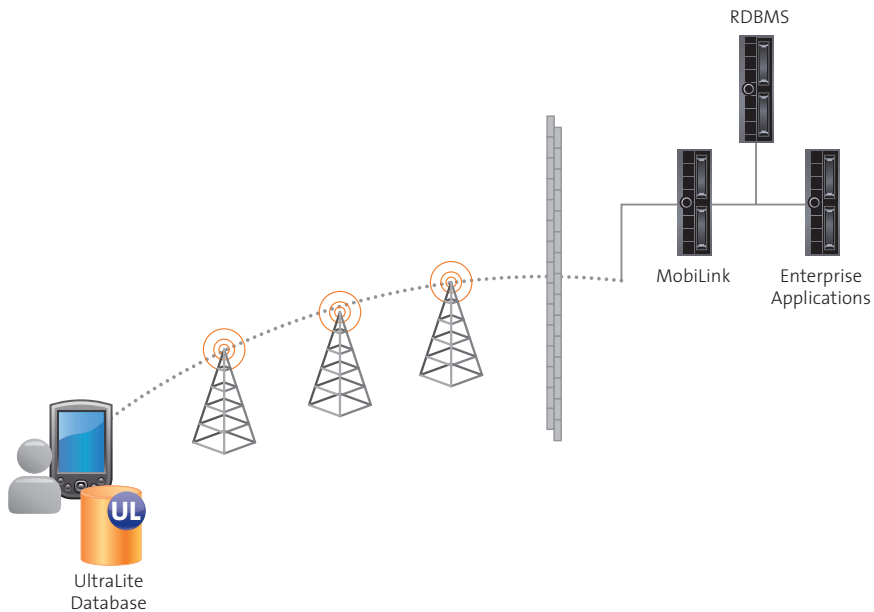 RDBMS
MobiLink
Enterprise
Applications
UL
UltraLite
Database